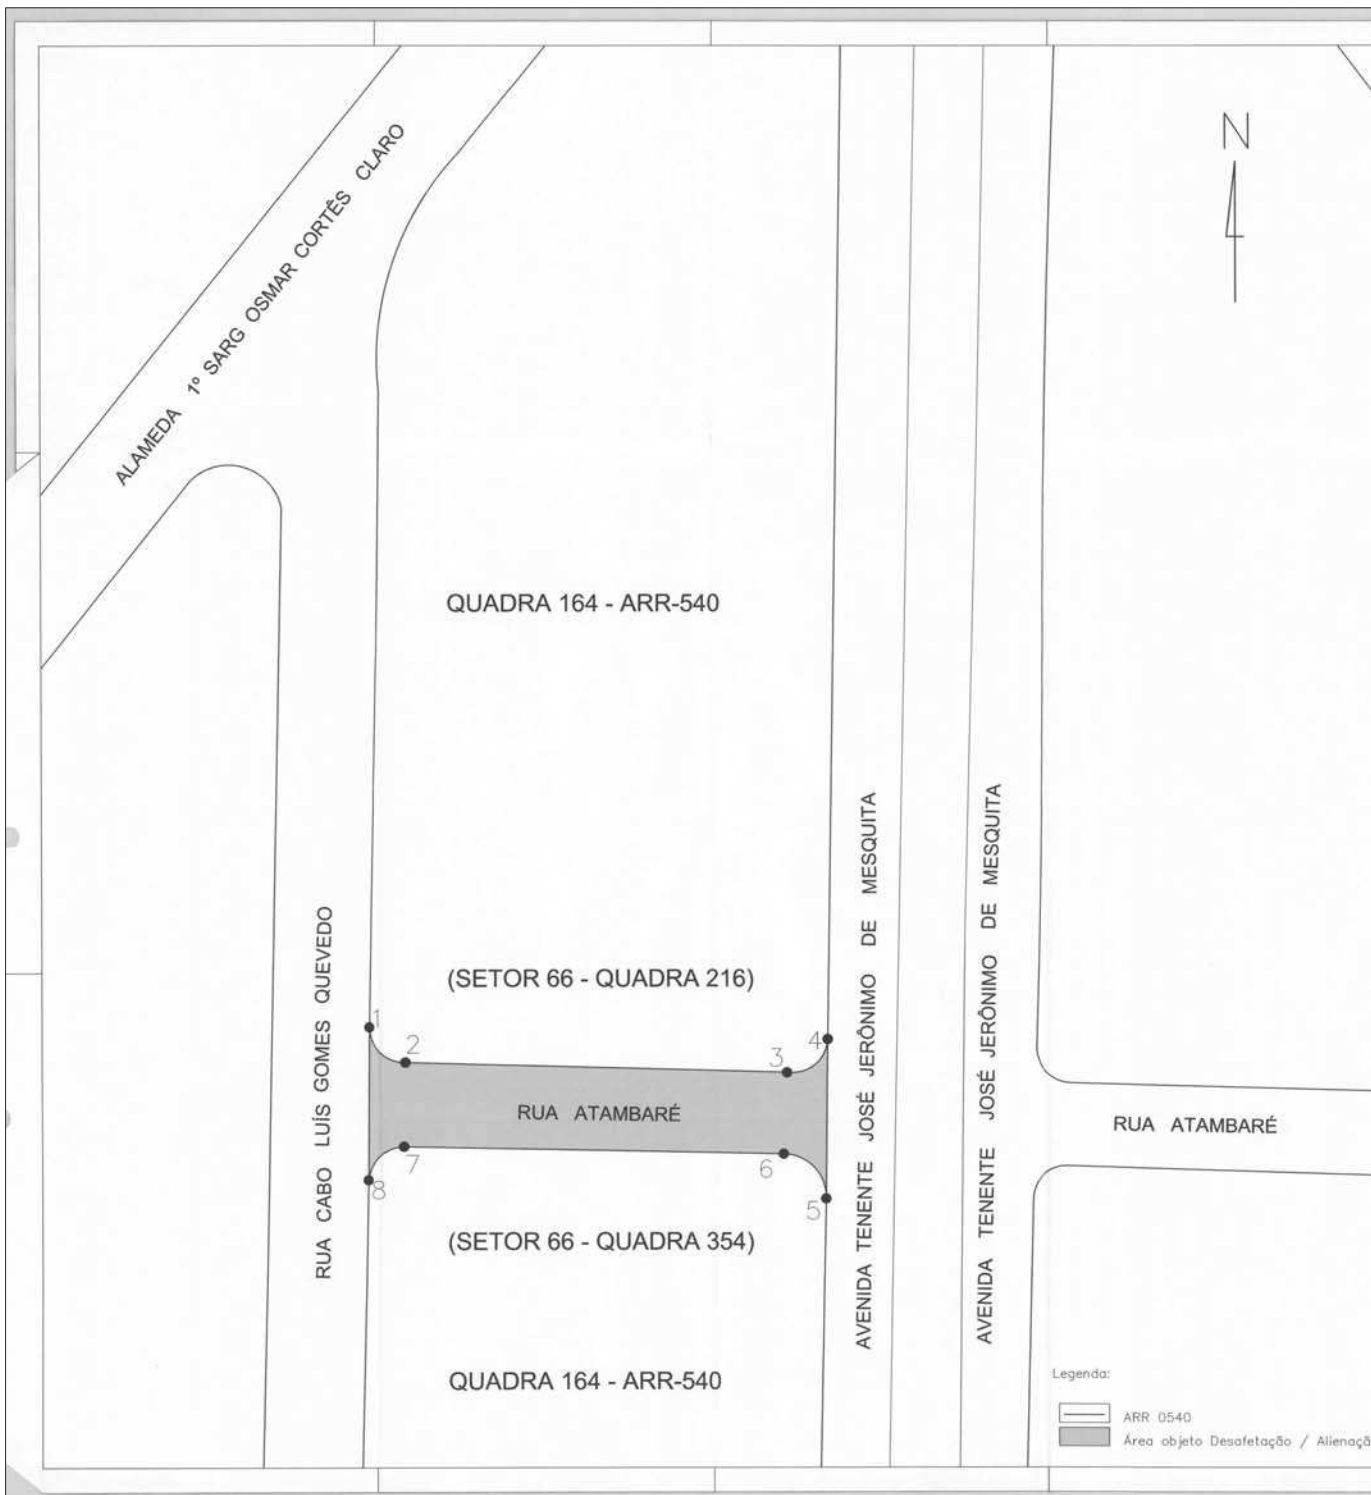 N
ALAMEDA 1º SARG OSMAR CORTÊS CLARO
QUADRA 164 - ARR-540
RUA CABO LUÍS GOMES QUEVEDO
(SETOR 66 - QUADRA 216)
AVENIDA TENENTE JOSÉ JERÔNIMO DE MESQUITA
AVENIDA TENENTE JOSÉ JERÔNIMO DE MESQUITA
1
2
3
4
RUA ATAMBARÉ
RUA ATAMBARÉ
7
6
8
5
(SETOR 66 - QUADRA 354)
QUADRA 164 - ARR-540
Legenda:
ARR 0540
Área objeto Desafetação / Alienaçã